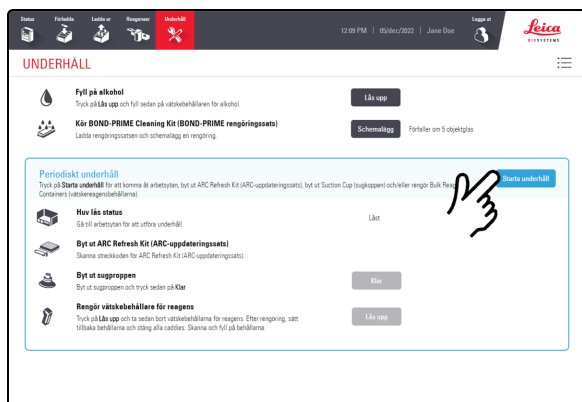 Status Förladda Ladda ur Reagenser Underhåll 12:09 PM | 05/dec/2022 | Jane Doe Logga ut Leica
BIOSYSTEMS
UNDERHÅLL
Fyll på alkohol
Tryck på Lås upp och fyll sedan på vätskebehållaren för alkohol.
Lås upp
Kör BOND-PRIME Cleaning Kit (BOND-PRIME rengöringssats)
Ladda rengöringssatsen och schemalägg en rengöring.
Schemalägg Förfaller om 5 objektglas
Periodiskt underhåll
Tryck på Starta underhåll för att komma åt arbetsytan, byt ut ARC Refresh Kit (ARC-uppdateringssats), byt ut Suction Cup (sugkoppen) och/eller rengör Bulk
Containers (vätskereagensbehållarna).
Starta underhåll
Huv lås status
Gå till arbetsytan för att utföra underhåll.
Låst
Byt ut ARC Refresh Kit (ARC-uppdateringssats)
Skanna streckkoden för ARC Refresh Kit (ARC-uppdateringssats).
Byt ut sugproppen
Byt ut sugproppen och tryck sedan på Klar
Klar
Rengör vätskebehållare för reagens
Tryck på Lås upp och ta sedan bort vätskebehållarna för reagens. Efter rengöring, sätt
tillbaka behållarna och stäng alla caddies. Skanna och fyll på behållarna.
Lås upp